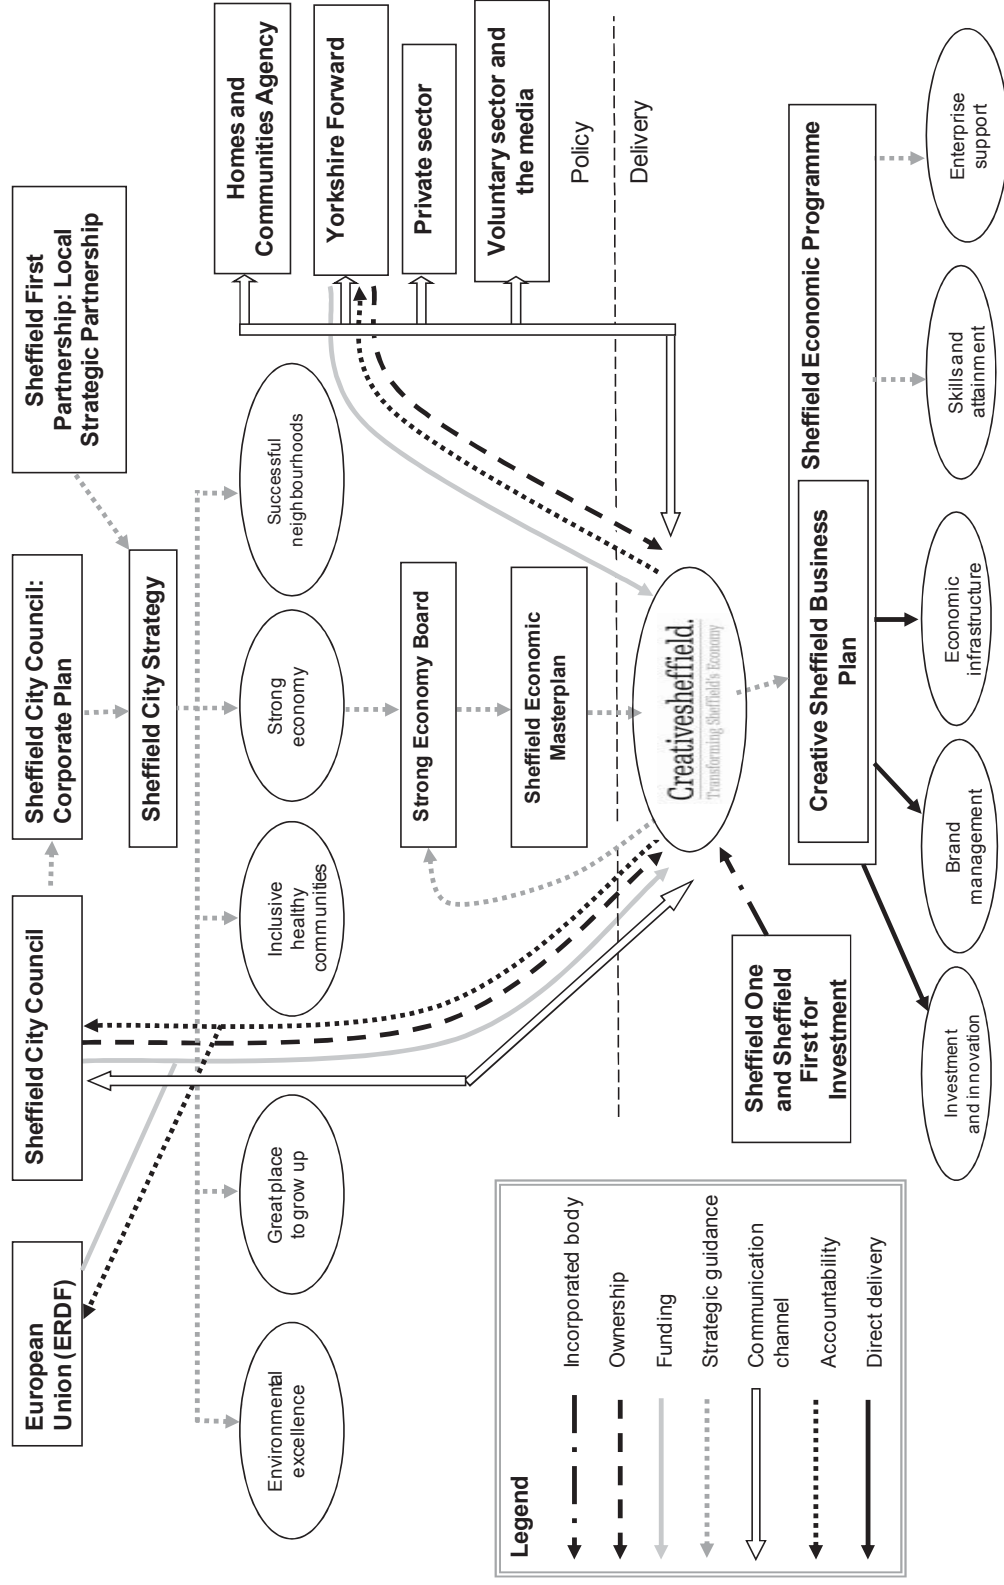 European
Union (ERDF)
Sheffield City Council
Sheffield City Council:
Corporate Plan
Sheffield First
Partnership: Local
Strategic Partnership
Sheffield City Strategy
Environmental
excellence
Great place
to grow up
Inclusive
healthy
communities
Strong
economy
Successful
neighbourhoods
Homes and
Communities Agency
Yorkshire Forward
Private sector
Voluntary sector and
the media
Strong Economy Board
Sheffield Economic
Masterplan
Policy
Delivery
Creativesheffield.
Transforming Sheffield's Economy
Sheffield One
and Sheffield
First for
Investment
Sheffield Economic Programme
Creative Sheffield Business
Plan
Investment
and innovation
Brand
management
Economic
infrastructure
Skills and
attainment
Enterprise
support
Legend
Incorporated body
Ownership
Funding
Strategic guidance
Communication
channel
Accountability
Direct delivery